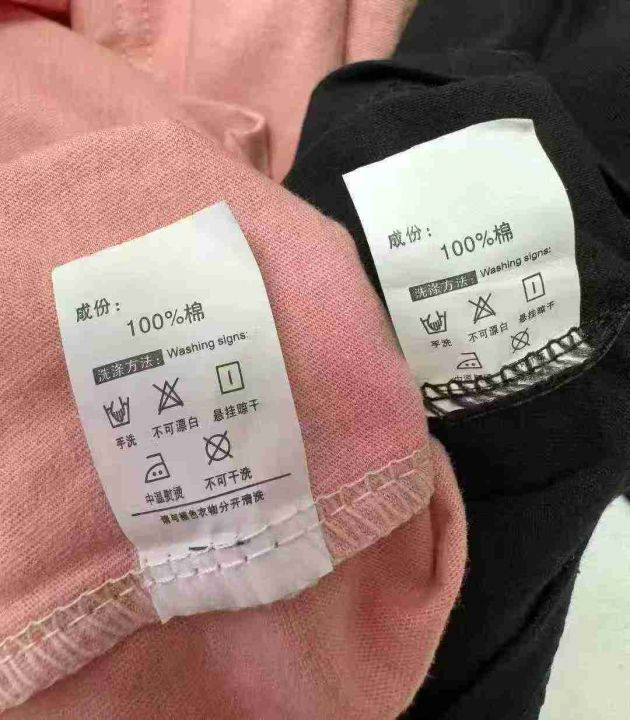 成份：
100%棉
洗涤方法： Washing signs:
手洗 不可漂白 悬挂晾干
中温熨烫 不可干洗
成份：
100%棉
洗涤方法： Washing signs:
手洗 不可漂白 悬挂晾干